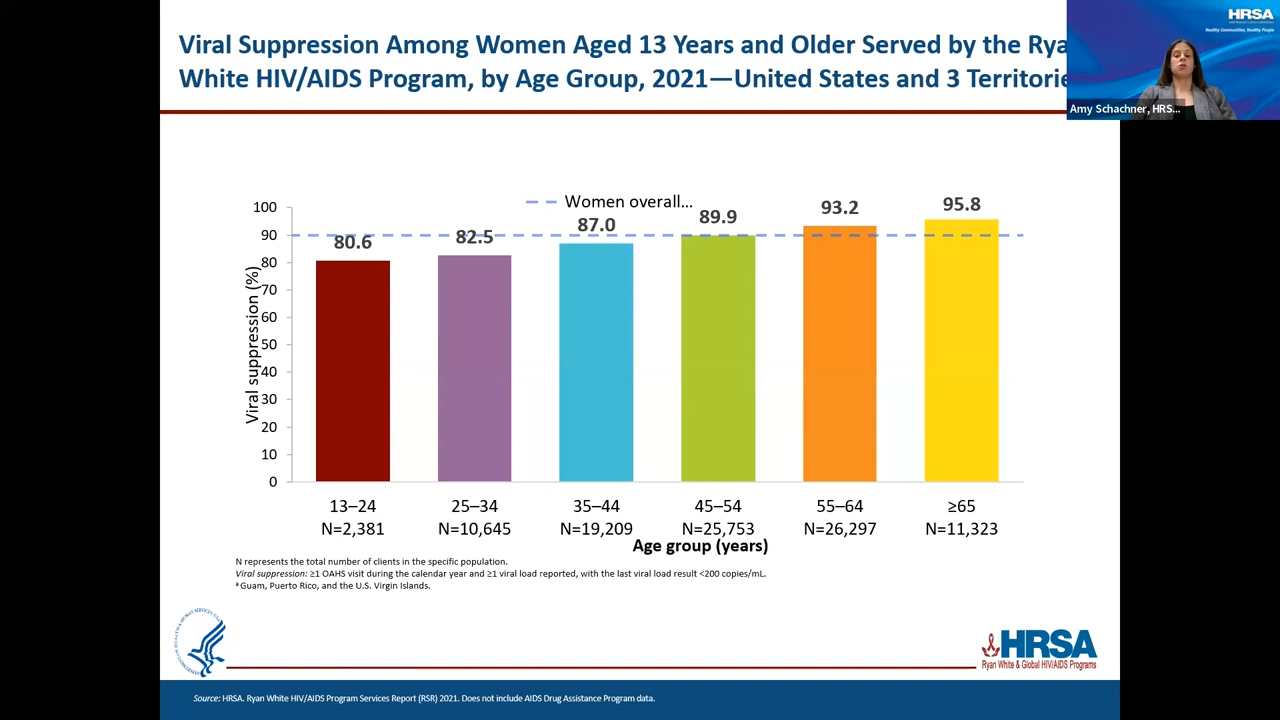 Viral Suppression Among Women Aged 13 Years and Older Served by the Rya
White HIV/AIDS Program, by Age Group, 2021—United States and 3 Territorie
HRSA
Healthy Communities, Healthy People
Amy Schachner, HRS...
Women overall...
100
90
80
70
60
50
40
30
20
10
0
Viral suppression (%)
80.6
82.5
87.0
89.9
93.2
95.8
13–24
N=2,381
25–34
N=10,645
35–44
N=19,209
45–54
N=25,753
55–64
N=26,297
≥65
N=11,323
Age group (years)
N represents the total number of clients in the specific population.
Viral suppression: ≥1 OAHS visit during the calendar year and ≥1 viral load reported, with the last viral load result <200 copies/mL.
ª Guam, Puerto Rico, and the U.S. Virgin Islands.
HRSA
Ryan White & Global HIV/AIDS Programs
Source: HRSA. Ryan White HIV/AIDS Program Services Report (RSR) 2021. Does not include AIDS Drug Assistance Program data.